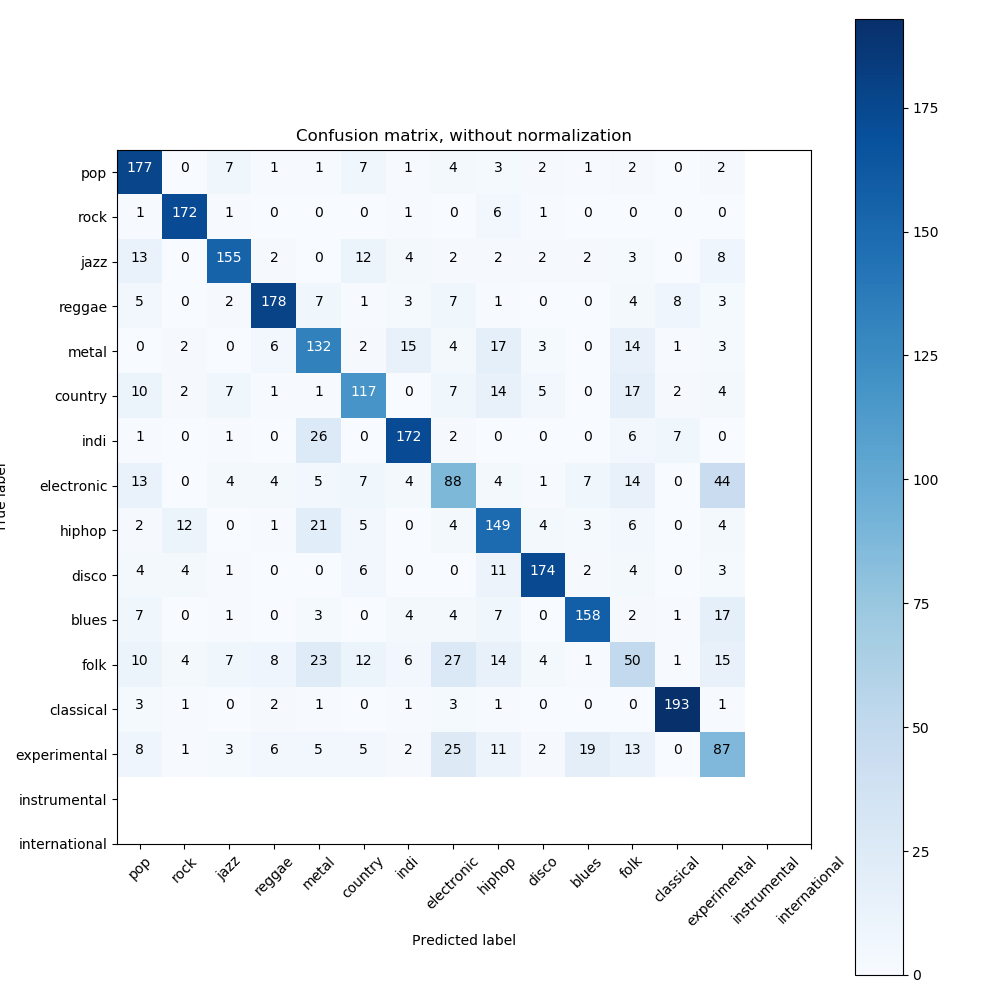 Confusion matrix, without normalization
pop 177 0 7 1 1 7 1 4 3 2 1 2 0 2
rock 1 172 1 0 0 0 1 0 6 1 0 0 0 0
jazz 13 0 155 2 0 12 4 2 2 2 2 3 0 8
reggae 5 0 2 178 7 1 3 7 1 0 0 4 8 3
metal 0 2 0 6 132 2 15 4 17 3 0 14 1 3
country 10 2 7 1 1 117 0 7 14 5 0 17 2 4
indi 1 0 1 0 26 0 172 2 0 0 0 6 7 0
electronic 13 0 4 4 5 7 4 88 4 1 7 14 0 44
hiphop 2 12 0 1 21 5 0 4 149 4 3 6 0 4
disco 4 4 1 0 0 6 0 0 11 174 2 4 0 3
blues 7 0 1 0 3 0 4 4 7 0 158 2 1 17
folk 10 4 7 8 23 12 6 27 14 4 1 50 1 15
classical 3 1 0 2 1 0 1 3 1 0 0 0 193 1
experimental 8 1 3 6 5 5 2 25 11 2 19 13 0 87
instrumental
international
pop rock jazz reggae metal country indi electronic hiphop disco blues folk classical experimental instrumental international
Predicted label
175
150
125
100
75
50
25
0